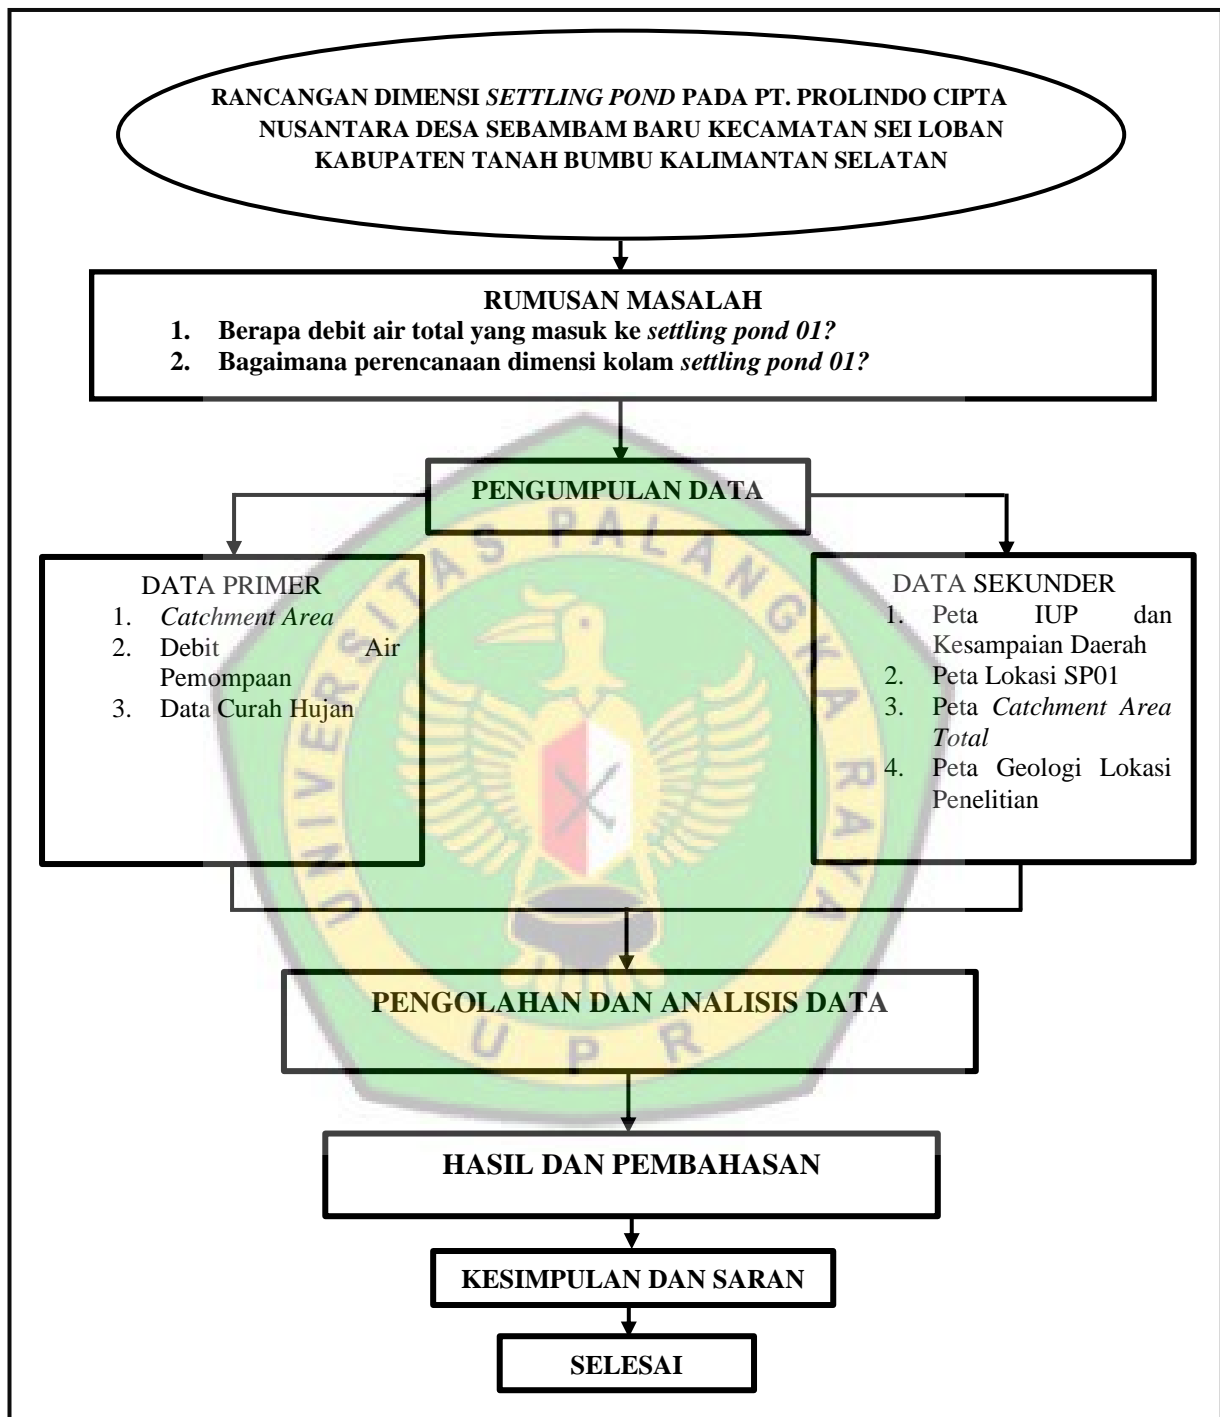 RANCANGAN DIMENSI SETTLING POND PADA PT. PROLINDO CIPTA
NUSANTARA DESA SEBAMBAM BARU KECAMATAN SEI LOBAN
KABUPATEN TANAH BUMBU KALIMANTAN SELATAN
RUMUSAN MASALAH
1. Berapa debit air total yang masuk ke settling pond 01?
2. Bagaimana perencanaan dimensi kolam settling pond 01?
PENGUMPULAN DATA
DATA PRIMER
1. Catchment Area
2. Debit Air
Pemompaan
3. Data Curah Hujan
DATA SEKUNDER
1. Peta IUP dan
Kesampaian Daerah
2. Peta Lokasi SP01
3. Peta Catchment Area
Total
4. Peta Geologi Lokasi
Penelitian
UNIVERSITAS PALANGKA RAYA
PENGOLAHAN DAN ANALISIS DATA
UPR
HASIL DAN PEMBAHASAN
KESIMPULAN DAN SARAN
SELESAI